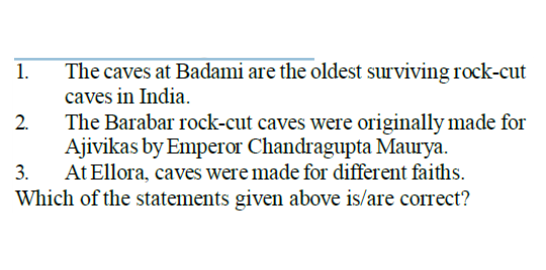 1. The caves at Badami are the oldest surviving rock-cut
caves in India.
2. The Barabar rock-cut caves were originally made for
Ajivikas by Emperor Chandragupta Maurya.
3. At Ellora, caves were made for different faiths.
Which of the statements given above is/are correct?